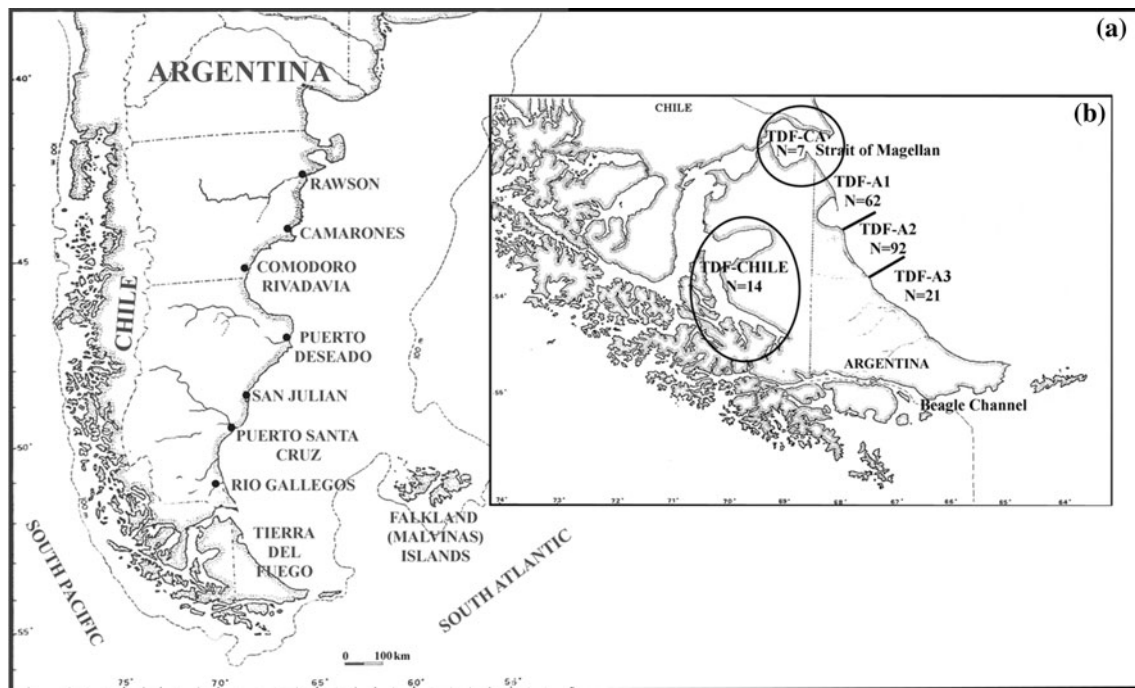 (a)
ARGENTINA
40°
45°
50°
55°
CHILE
RAWSON
CAMARONES
COMODORO
RIVADAVIA
PUERTO
DESEADO
SAN JULIAN
PUERTO SANTA
CRUZ
RIO GALLEGOS
TIERRA
DEL
FUEGO
FALKLAND
(MALVINAS)
ISLANDS
SOUTH PACIFIC
SOUTH ATLANTIC
0 100 km
75°
70°
65°
60°
(b)
CHILE
TDF-CA
N=7
Strait of Magellan
TDF-A1
N=62
TDF-A2
N=92
TDF-A3
N=21
TDF-CHILE
N=14
ARGENTINA
Beagle Channel
53°
54°
55°
74°
73°
72°
71°
70°
69°
68°
67°
66°
65°
64°